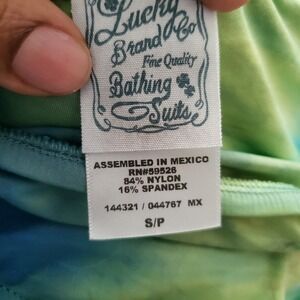 Lucky
Brand Co
Fine Quality
Bathing
Suits
ASSEMBLED IN MEXICO
RN#59526
84% NYLON
16% SPANDEX
144321 / 044767 MX
S/P